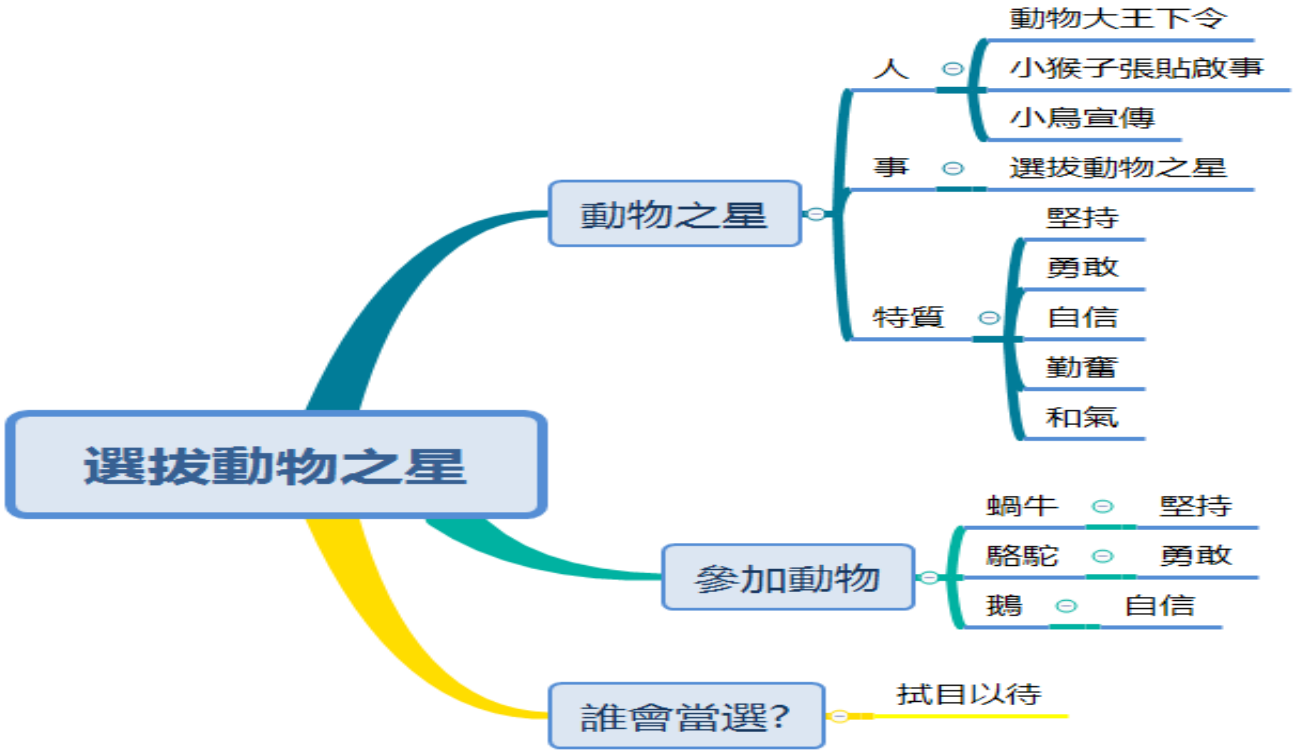 選拔動物之星
動物之星
人
動物大王下令
小猴子張貼啟事
小鳥宣傳
事
選拔動物之星
特質
堅持
勇敢
自信
勤奮
和氣
參加動物
蝸牛
堅持
駱駝
勇敢
鵝
自信
誰會當選?
拭目以待